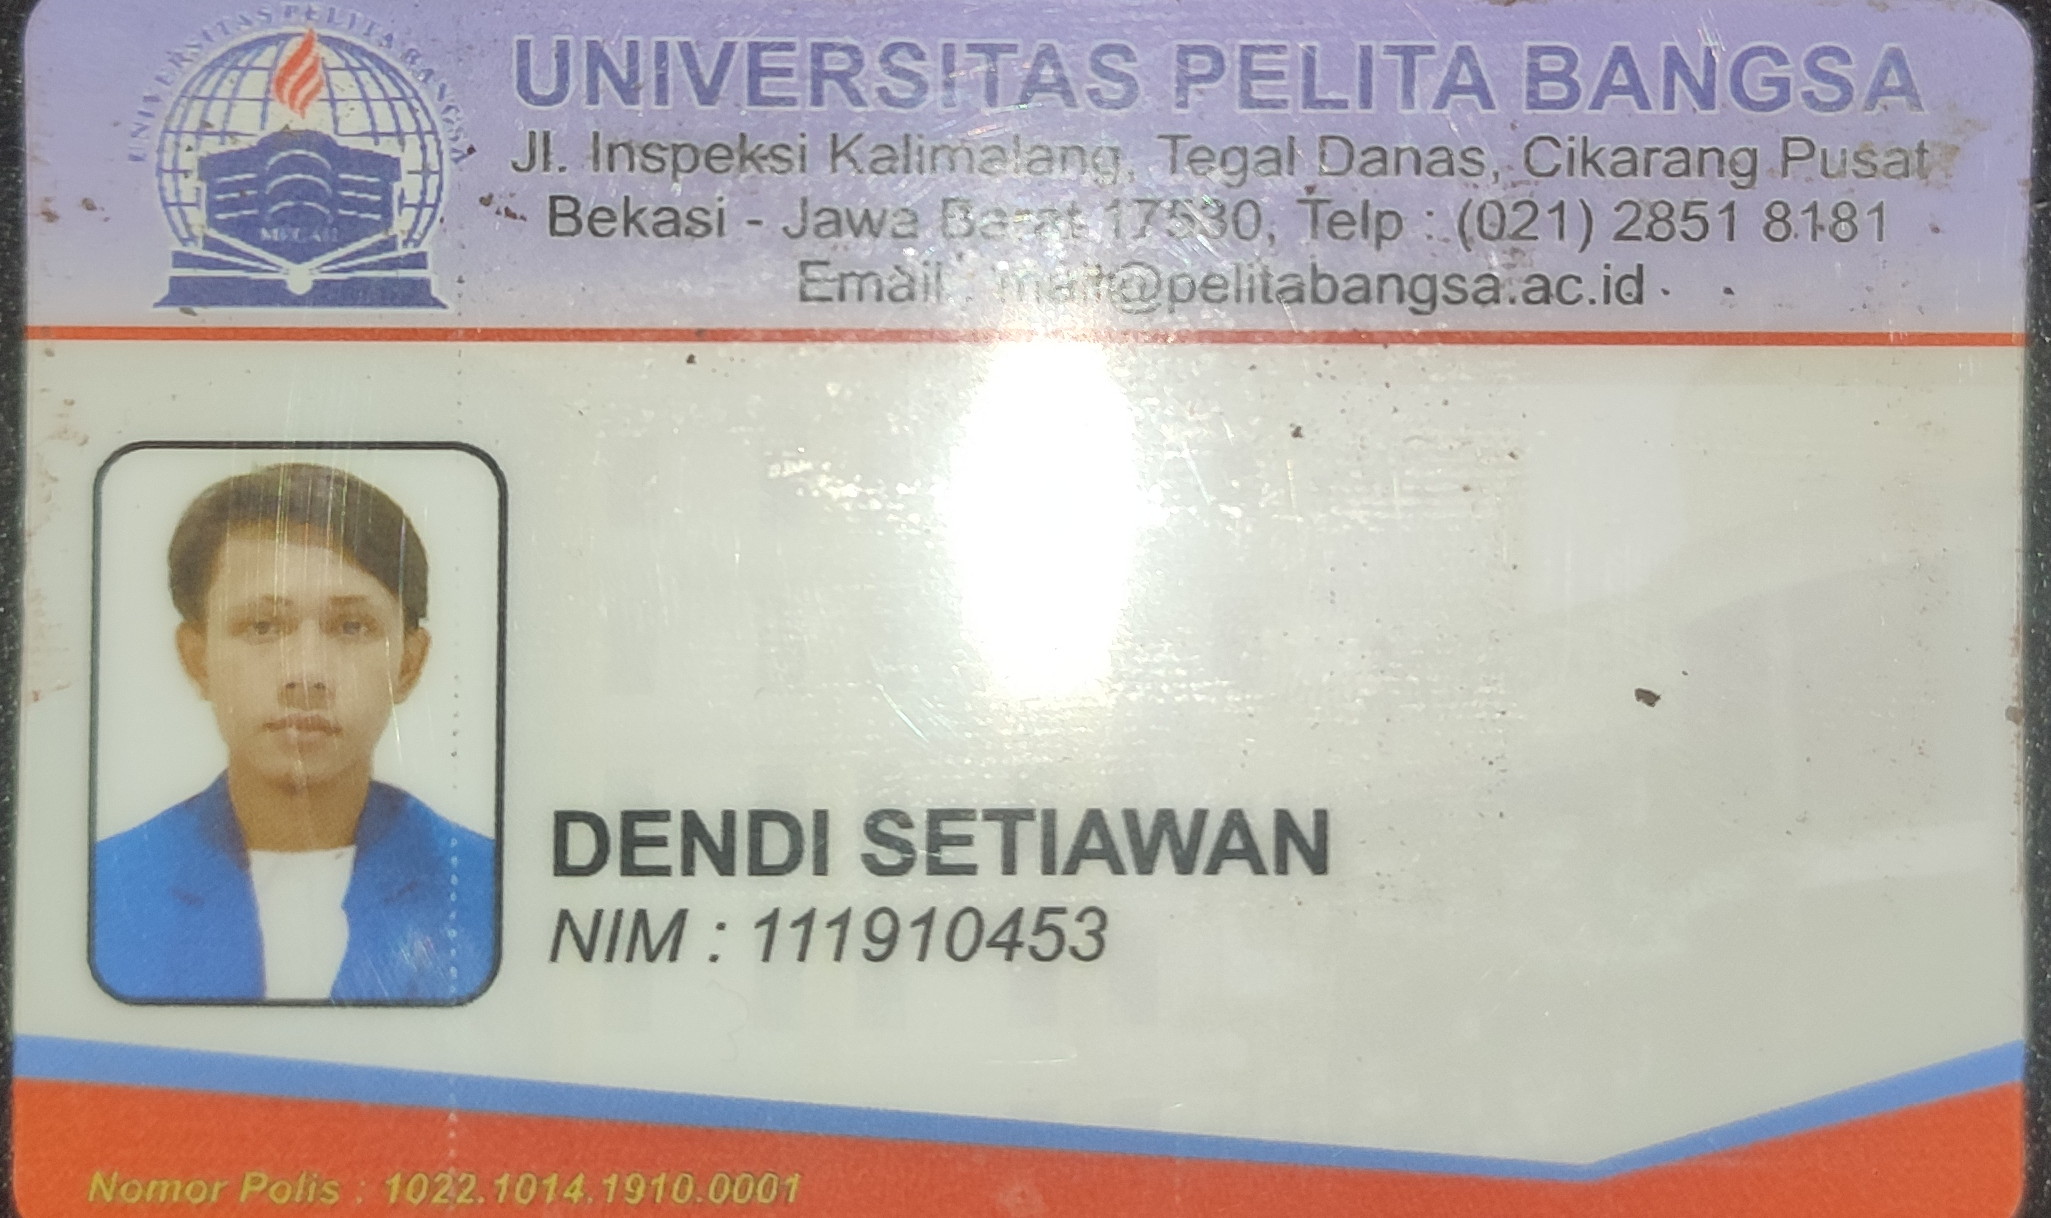 UNIVERSITAS PELITA BANGSA
UNIVERSITAS PELITA BANGSA
Jl. Inspeksi Kalimalang, Tegal Danas, Cikarang Pusat
Bekasi - Jawa Barat 17530, Telp : (021) 2851 8181
Email : mail@pelitabangsa.ac.id
DENDI SETIAWAN
NIM : 111910453
Nomor Polis : 1022.1014.1910.0001